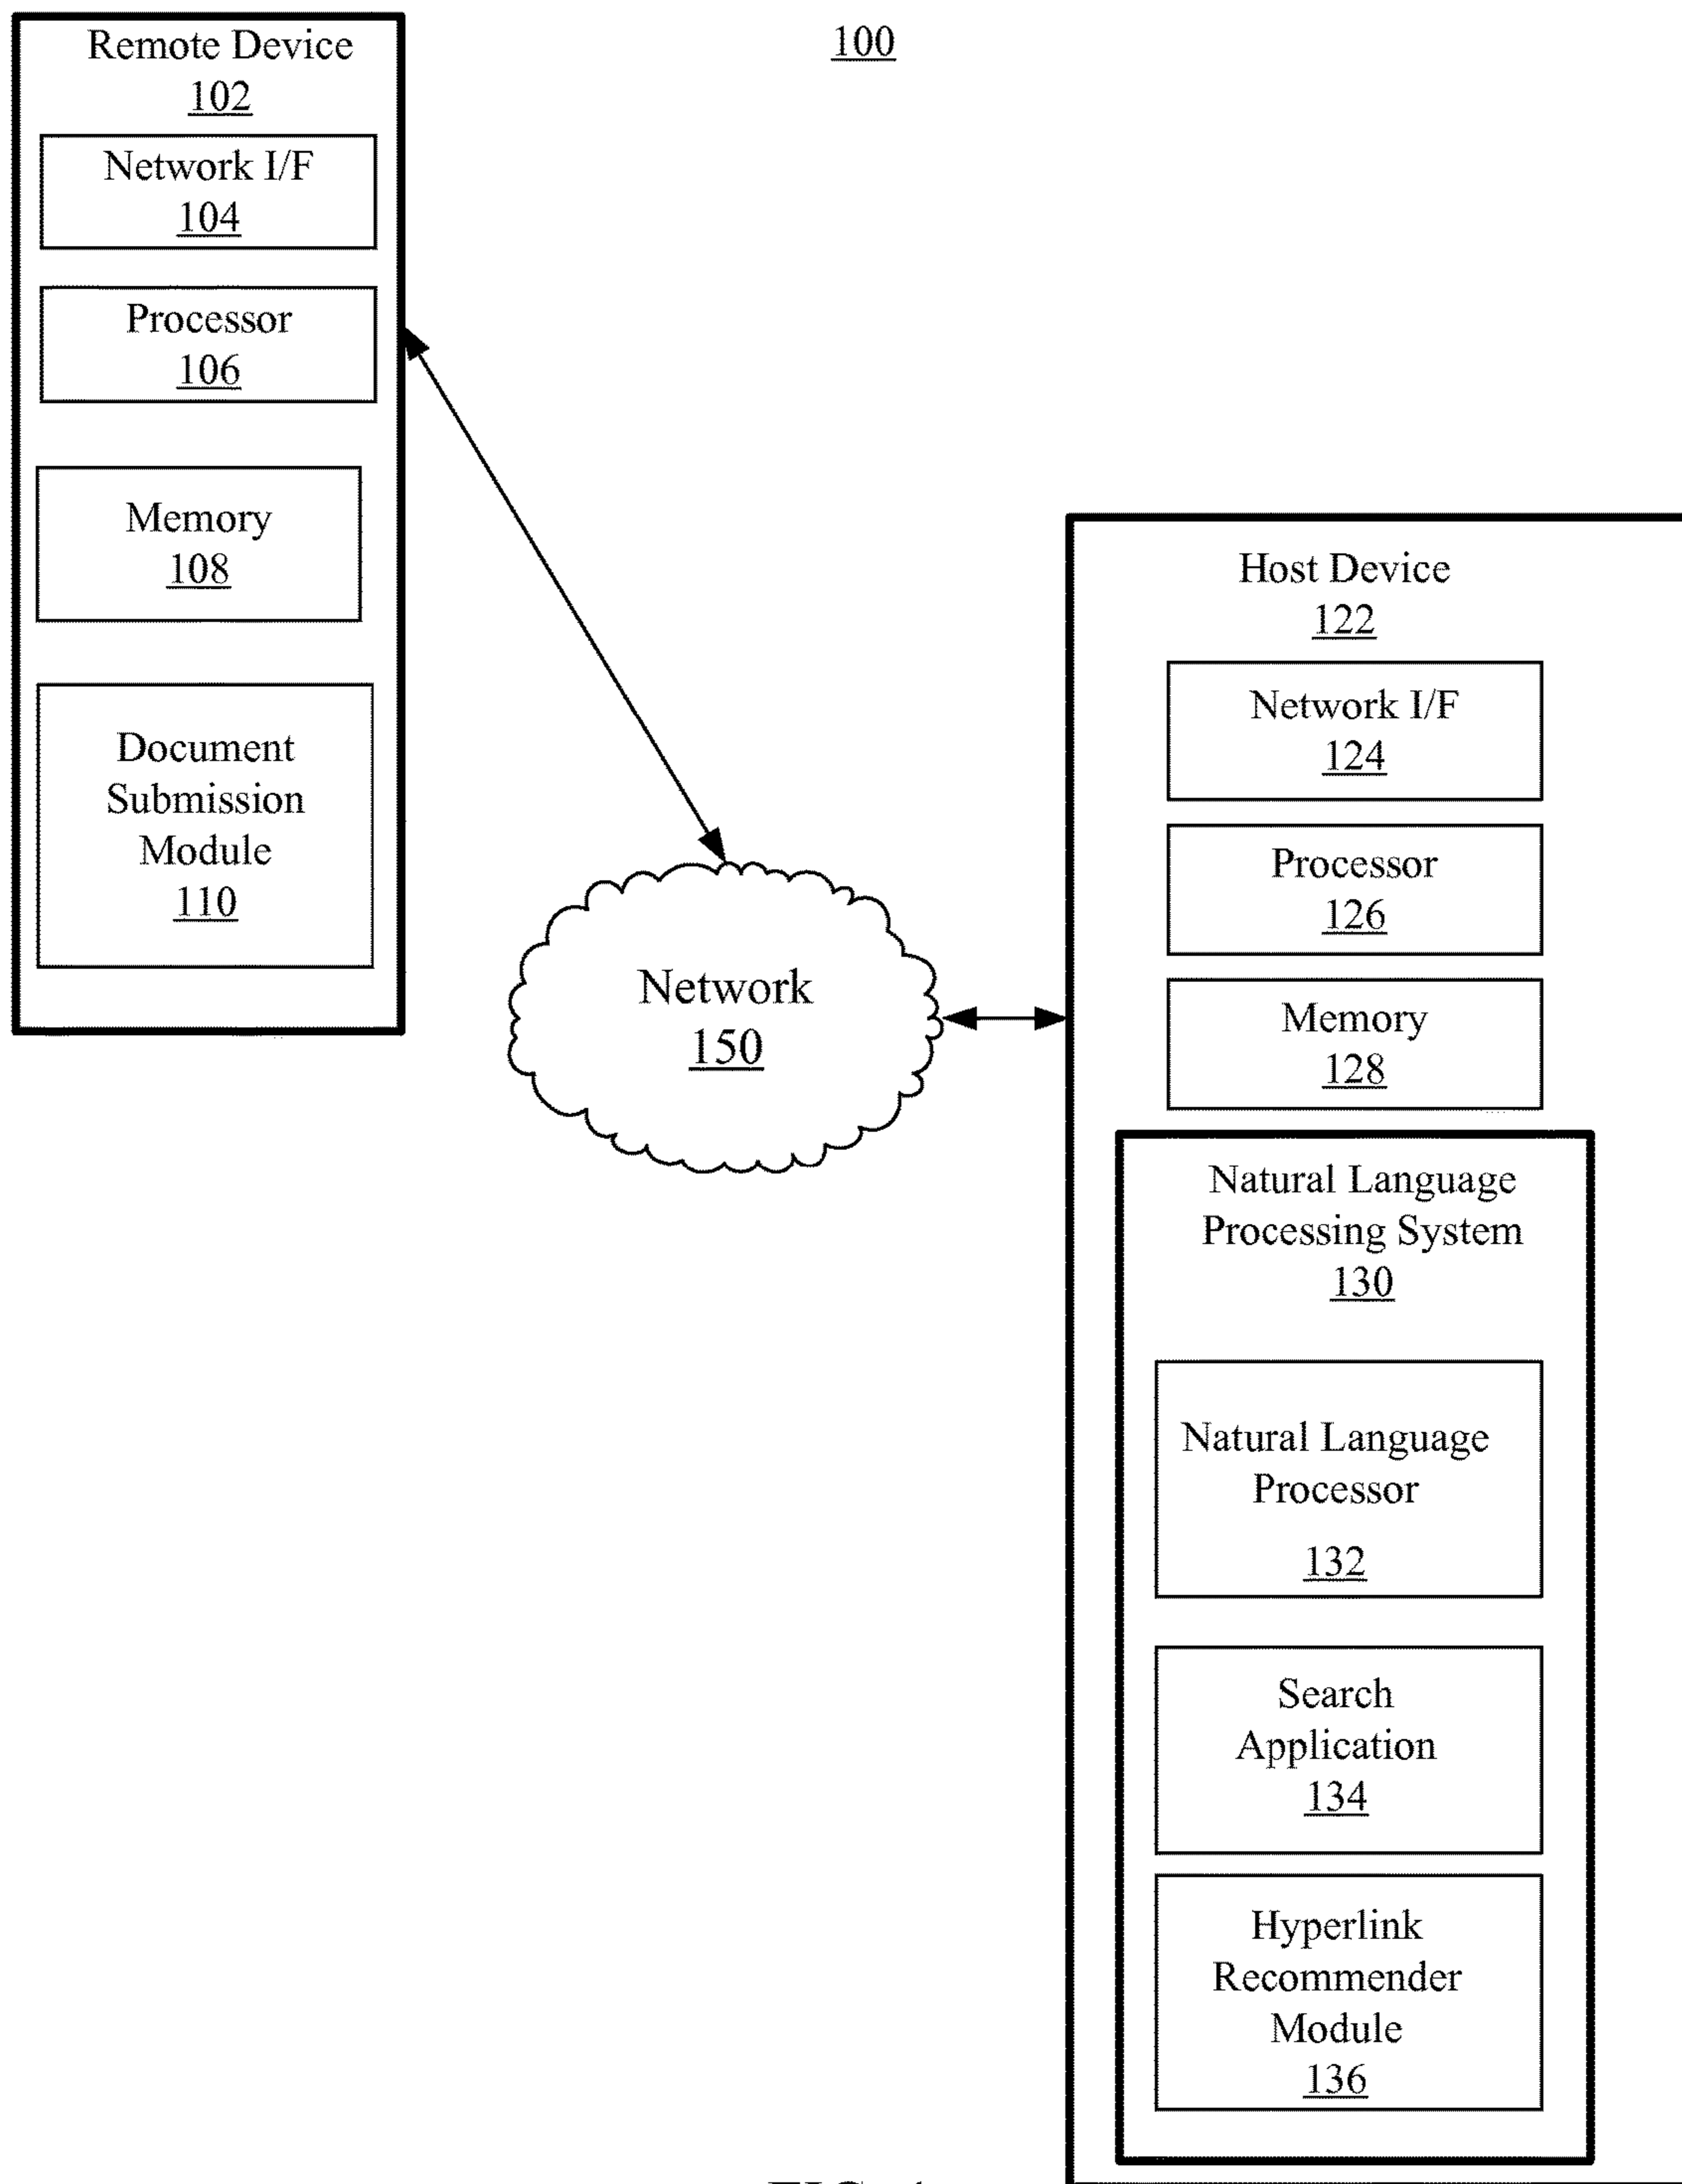 100
Remote Device
102
Network I/F
104
Processor
106
Memory
108
Document
Submission
Module
110
Network
150
Host Device
122
Network I/F
124
Processor
126
Memory
128
Natural Language
Processing System
130
Natural Language
Processor
132
Search
Application
134
Hyperlink
Recommender
Module
136